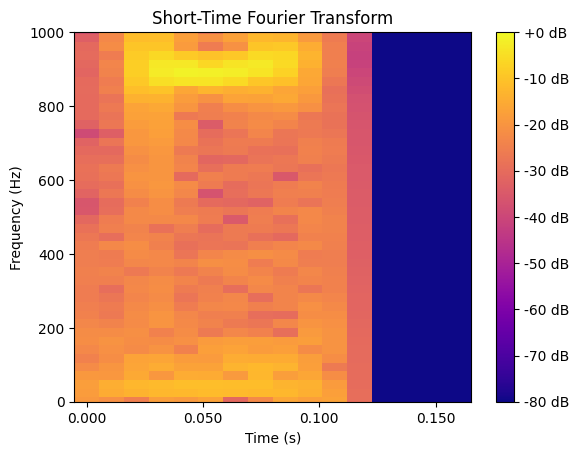 Short-Time Fourier Transform
Frequency (Hz)
1000
800
600
400
200
0
0.000
0.050
0.100
0.150
Time (s)
+0 dB
-10 dB
-20 dB
-30 dB
-40 dB
-50 dB
-60 dB
-70 dB
-80 dB